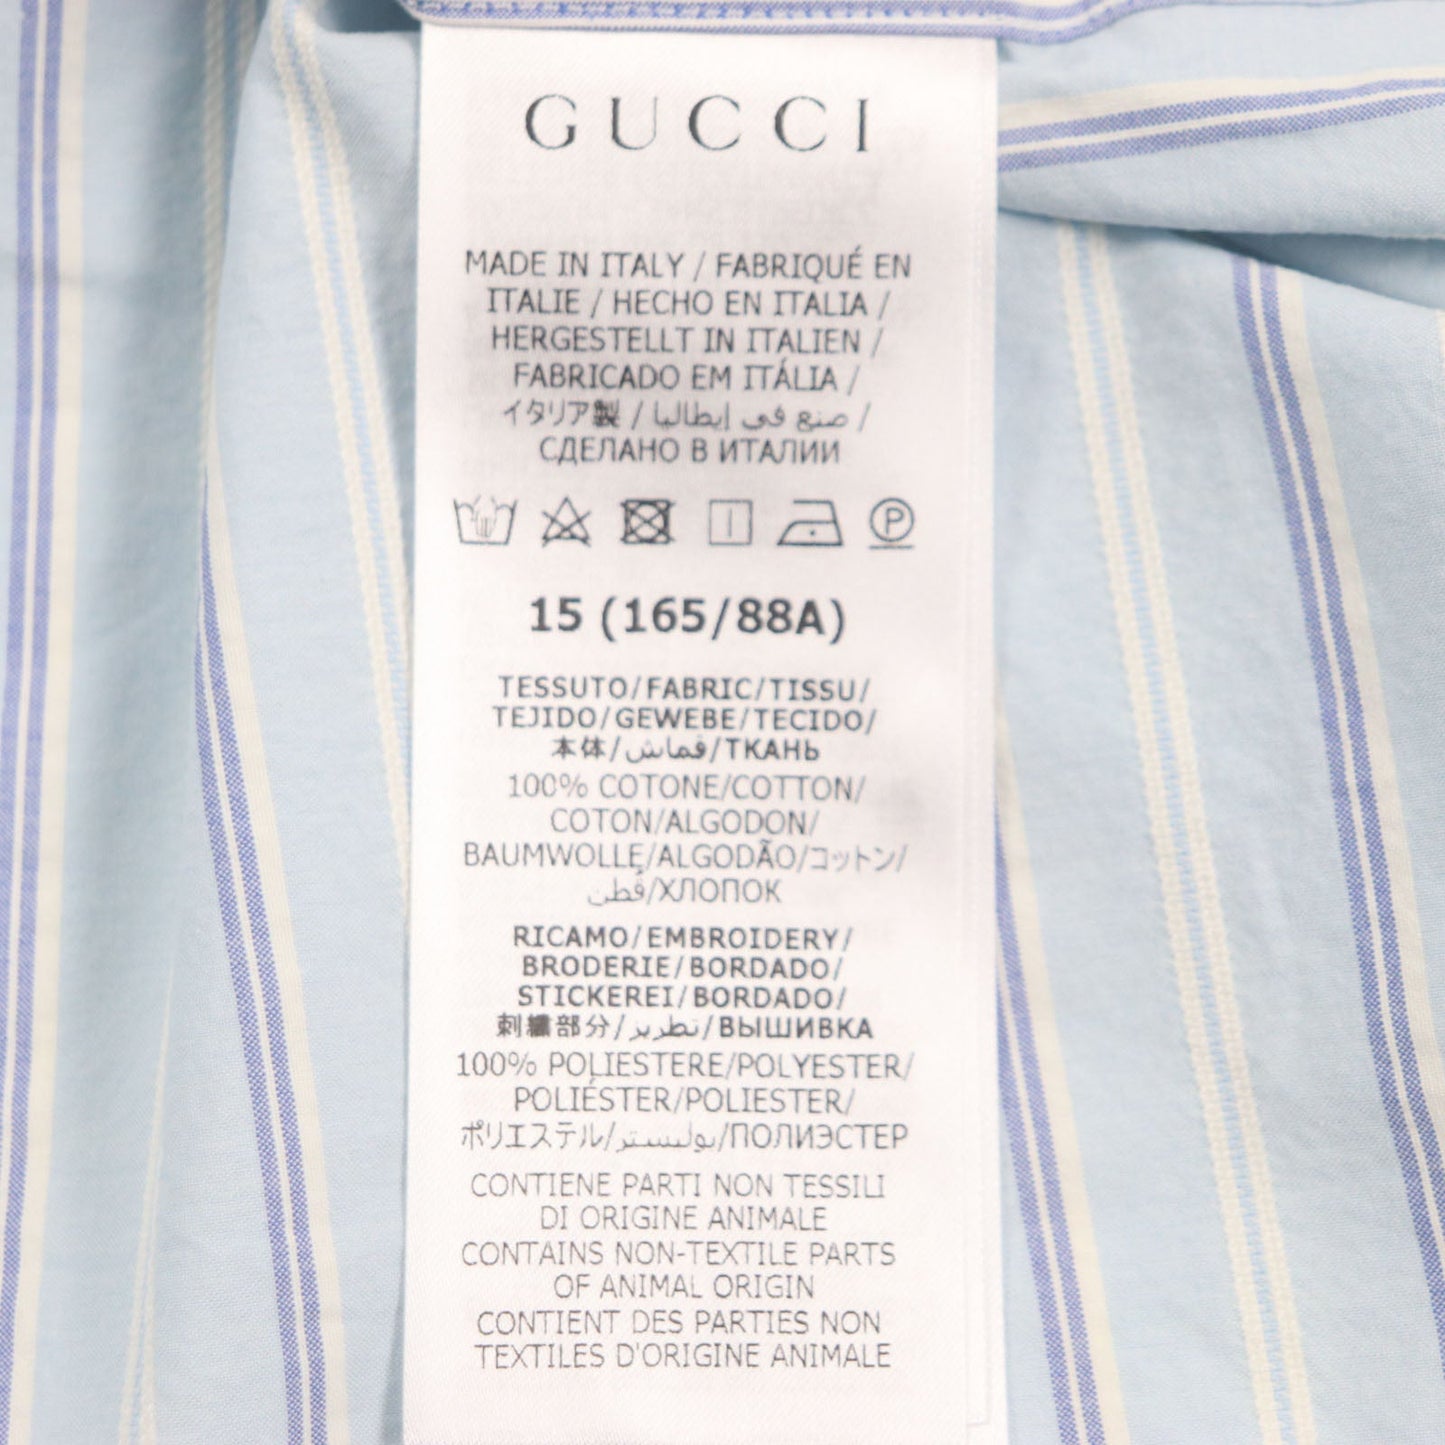 GUCCI
MADE IN ITALY / FABRIQUÉ EN
ITALIE / HECHO EN ITALIA /
HERGESTELLT IN ITALIEN /
FABRICADO EM ITÁLIA /
イタリア製 / صنع في إيطاليا /
СДЕЛАНО В ИТАЛИИ
P
15 (165/88A)
TESSUTO/FABRIC/TISSU/
TEJIDO/GEWEBE/TECIDO/
本体/قماش/ТКАНЬ
100% COTONE/COTTON/
COTON/ALGODON/
BAUMWOLLE/ALGODÃO/コットン/
قطن/ХЛОПОК
RICAMO/EMBROIDERY/
BRODERIE/BORDADO/
STICKEREI/BORDADO/
刺繍部分/تطريز/ВЫШИВКА
100% POLIESTERE/POLYESTER/
POLIÉSTER/POLIESTER/
ポリエステル/بوليستر/ПОЛИЭСТЕР
CONTIENE PARTI NON TESSILI
DI ORIGINE ANIMALE
CONTAINS NON-TEXTILE PARTS
OF ANIMAL ORIGIN
CONTIENT DES PARTIES NON
TEXTILES D'ORIGINE ANIMALE